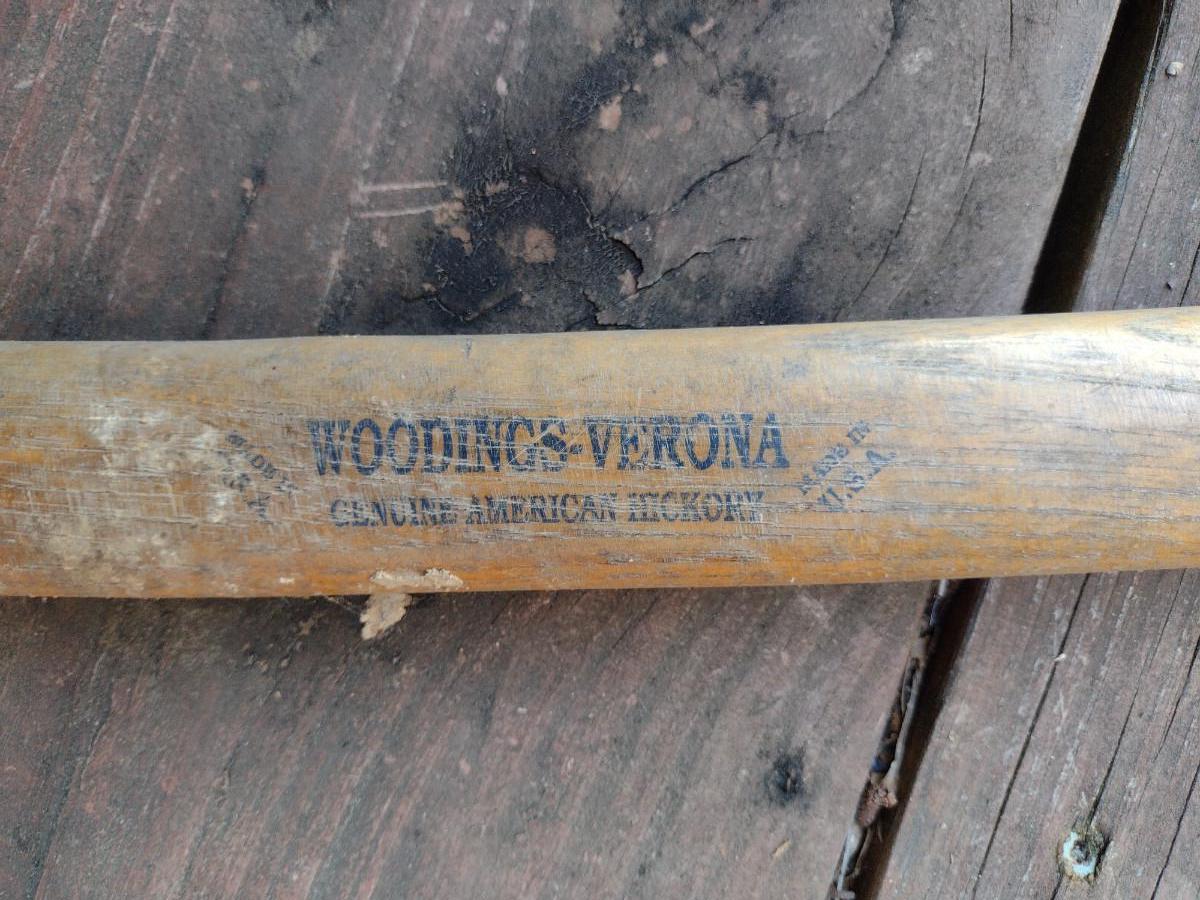 WOODINGS-VERONA
GENUINE AMERICAN HICKORY
MADE IN
U.S.A.